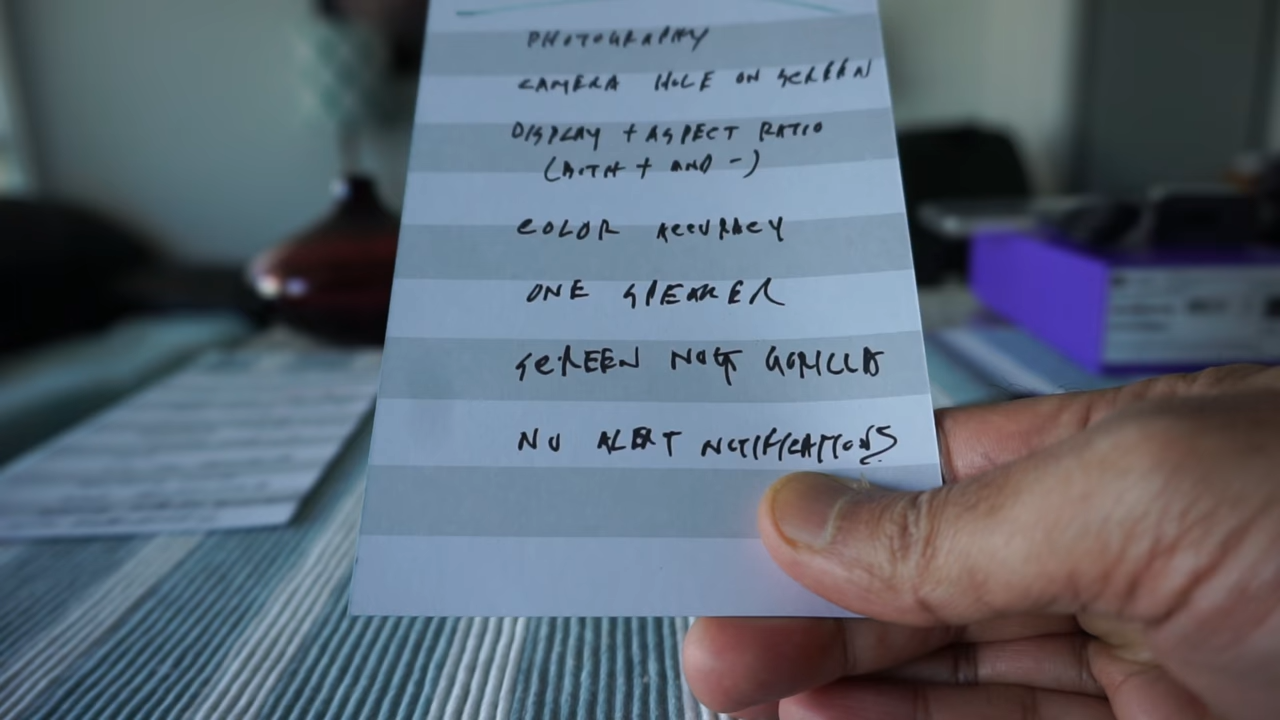 PHOTOGRAPHY
CAMERA HOLE ON SCREEN
DISPLAY + ASPECT RATIO
(BOTH + AND -)
COLOR ACCURACY
ONE SPEAKER
SCREEN NOT GORILLA
NO ALERT NOTIFICATIONS